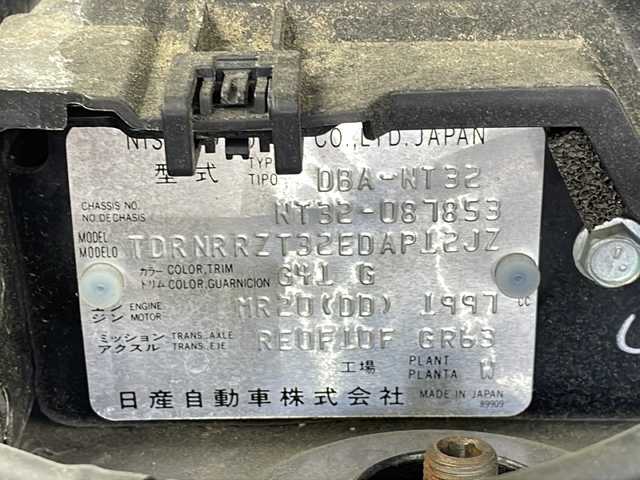 CO.,LTD. JAPAN
型式 TYPE TIPO DBA-NT32
CHASSIS NO. NO.DECHASIS NT32-087853
MODEL MODELO TDRNRRZT32EDAP12JZ
カラー トリム COLOR,TRIM COLOR,GUARNICION G41 G
ENGINE MOTOR MR20(DD) 1997 CC
ミッション アクスル TRANS. AXLE TRANS. EJE RE0F10F GR63
工場 PLANT PLANTA W
日産自動車株式会社 MADE IN JAPAN
89909